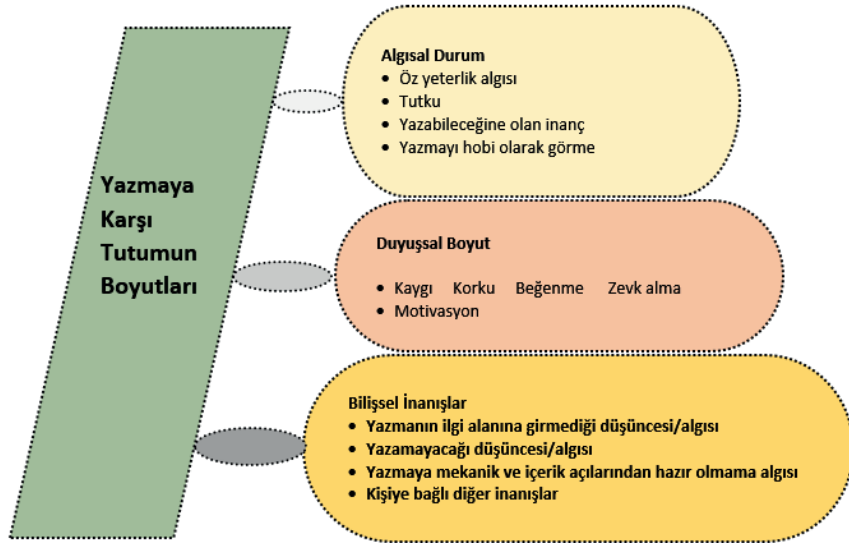 Yazmaya
Karşı
Tutumun
Boyutları
Algısal Durum
• Öz yeterlik algısı
• Tutku
• Yazabileceğine olan inanç
• Yazmayı hobi olarak görme
Duyuşsal Boyut
• Kaygı Korku Beğenme Zevk alma
• Motivasyon
Bilişsel İnanışlar
• Yazmanın ilgi alanına girmediği düşüncesi/algısı
• Yazamayacağı düşüncesi/algısı
• Yazmaya mekanik ve içerik açılarından hazır olmama algısı
• Kişiye bağlı diğer inanışlar